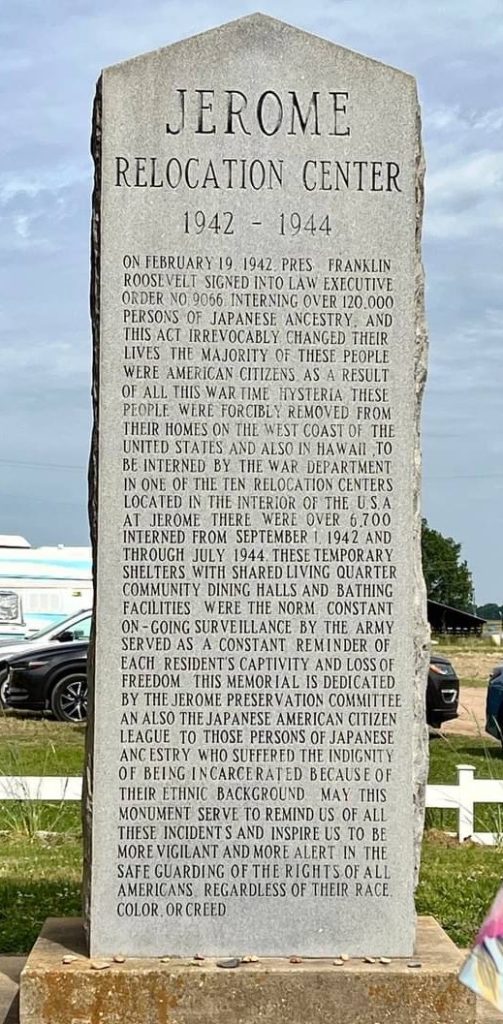 JEROME
RELOCATION CENTER
1942 - 1944
ON FEBRUARY 19, 1942, PRES. FRANKLIN
ROOSEVELT SIGNED INTO LAW EXECUTIVE
ORDER NO. 9066, INTERNING OVER 120,000
PERSONS OF JAPANESE ANCESTRY, AND
THIS ACT IRREVOCABLY CHANGED THEIR
LIVES. THE MAJORITY OF THESE PEOPLE
WERE AMERICAN CITIZENS. AS A RESULT
OF ALL THIS WAR TIME HYSTERIA THESE
PEOPLE WERE FORCIBLY REMOVED FROM
THEIR HOMES ON THE WEST COAST OF THE
UNITED STATES AND ALSO IN HAWAII, TO
BE INTERNED BY THE WAR DEPARTMENT
IN ONE OF THE TEN RELOCATION CENTERS
LOCATED IN THE INTERIOR OF THE U.S.A
AT JEROME THERE WERE OVER 6,700
INTERNED FROM SEPTEMBER 1, 1942 AND
THROUGH JULY 1944. THESE TEMPORARY
SHELTERS WITH SHARED LIVING QUARTER
COMMUNITY DINING HALLS AND BATHING
FACILITIES WERE THE NORM. CONSTANT
ON-GOING SURVEILLANCE BY THE ARMY
SERVED AS A CONSTANT REMINDER OF
EACH RESIDENT'S CAPTIVITY AND LOSS OF
FREEDOM. THIS MEMORIAL IS DEDICATED
BY THE JEROME PRESERVATION COMMITTEE
AN ALSO THE JAPANESE AMERICAN CITIZEN
LEAGUE TO THOSE PERSONS OF JAPANESE
ANCESTRY WHO SUFFERED THE INDIGNITY
OF BEING INCARCERATED BECAUSE OF
THEIR ETHNIC BACKGROUND. MAY THIS
MONUMENT SERVE TO REMIND US OF ALL
THESE INCIDENTS AND INSPIRE US TO BE
MORE VIGILANT AND MORE ALERT IN THE
SAFE GUARDING OF THE RIGHTS OF ALL
AMERICANS, REGARDLESS OF THEIR RACE,
COLOR, OR CREED